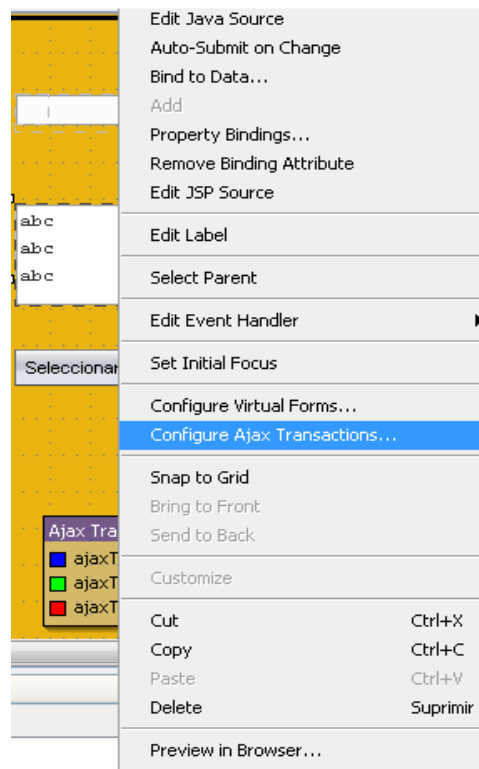 Edit Java Source
Auto-Submit on Change
Bind to Data...
Add
Property Bindings...
Remove Binding Attribute
Edit JSP Source
Edit Label
Select Parent
Edit Event Handler
Set Initial Focus
Configure Virtual Forms...
Configure Ajax Transactions...
Snap to Grid
Bring to Front
Send to Back
Customize
Cut Ctrl+X
Copy Ctrl+C
Paste Ctrl+V
Delete Suprimir
Preview in Browser...
abc
abc
abc
Seleccionar
Ajax Tra
ajaxT
ajaxT
ajaxT